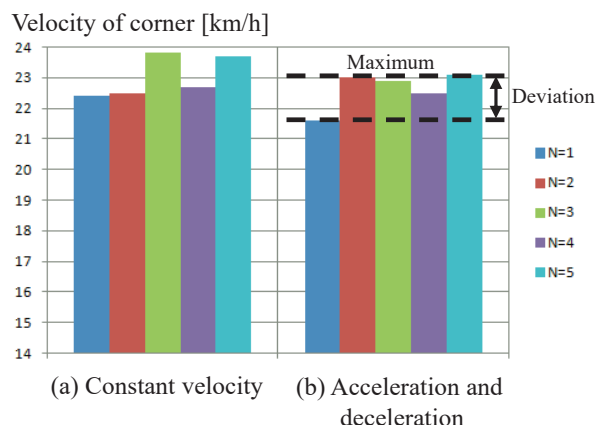 Velocity of corner [km/h]
24
23
22
21
20
19
18
17
16
15
14
Maximum
Deviation
N=1
N=2
N=3
N=4
N=5
(a) Constant velocity
(b) Acceleration and
deceleration